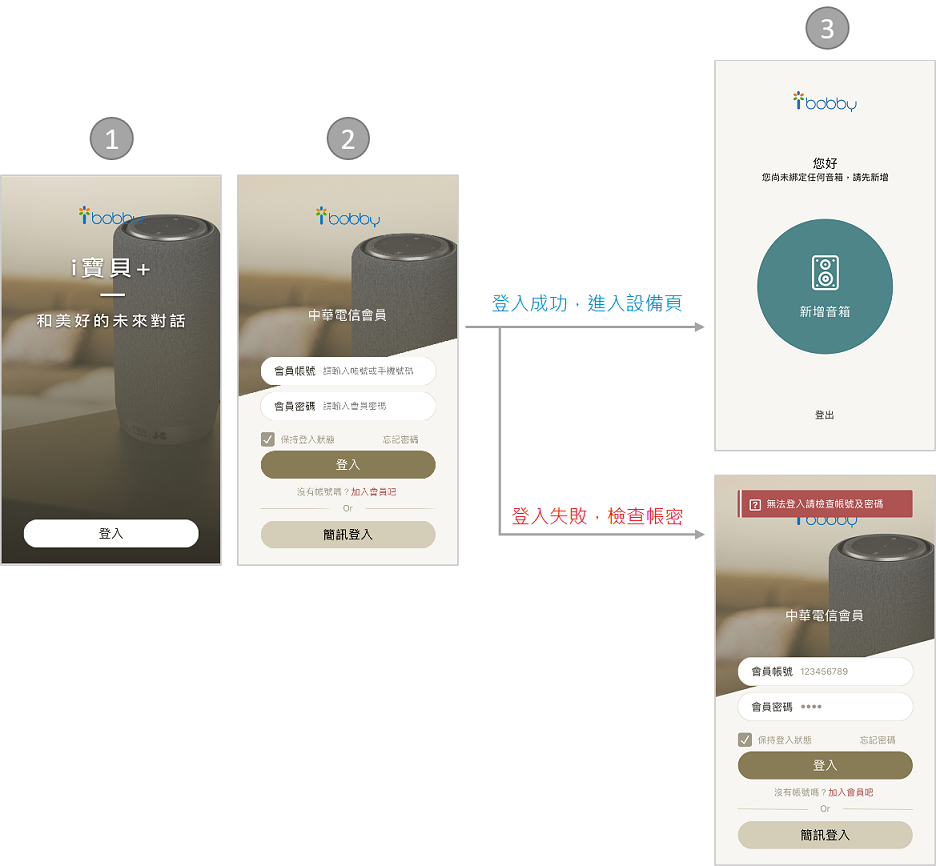 1
ibobby
i寶貝+
和美好的未來對話
登入
2
ibobby
中華電信會員
會員帳號 請輸入帳號或手機號碼
會員密碼 請輸入會員密碼
保持登入狀態 忘記密碼
登入
沒有帳號嗎？加入會員吧
Or
簡訊登入
登入成功，進入設備頁
登入失敗，檢查帳密
3
ibobby
您好
您尚未綁定任何音箱，請先新增
新增音箱
登出
? 無法登入請檢查帳號及密碼
ibobby
中華電信會員
會員帳號 123456789
會員密碼 ••••
保持登入狀態 忘記密碼
登入
沒有帳號嗎？加入會員吧
Or
簡訊登入